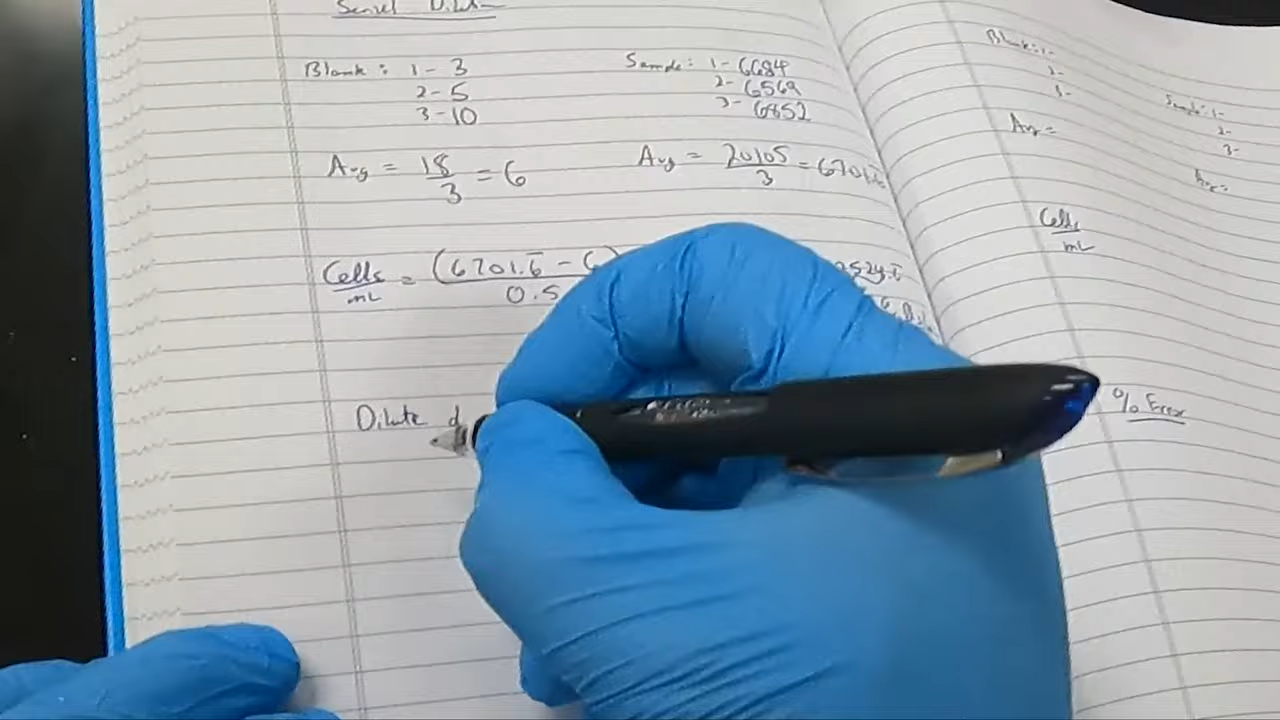 Serial Dilution
Blank: 1 - 3
2 - 5
3 - 10
Avg = 18/3 = 6
Sample: 1 - 6684
2 - 6569
3 - 6852
Avg = 20105/3 = 6701.6
Cells/mL = (6701.6 - 6)
0.5
Dilute d
Blank: 1-
2-
3-
Avg =
Sample: 1-
2-
3-
Avg =
Cells/mL
% Error